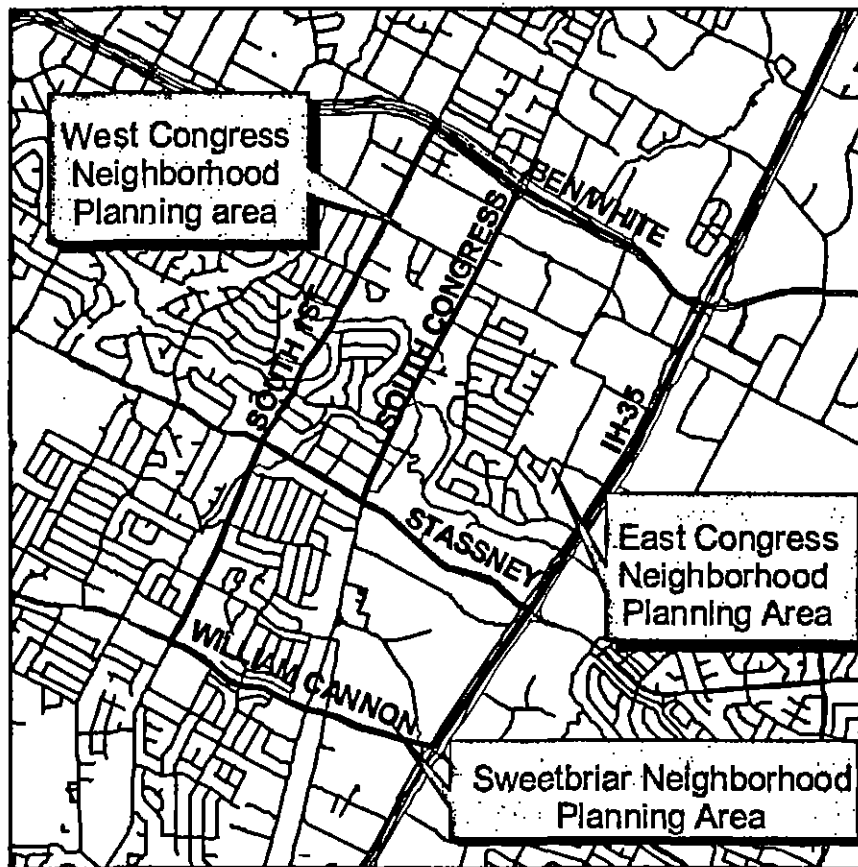 West Congress
Neighborhood
Planning area
BEN WHITE
SOUTH CONGRESS
SOUTH 1ST
IH-35
STASSNEY
East Congress
Neighborhood
Planning Area
WILLIAM CANNON
Sweetbriar Neighborhood
Planning Area